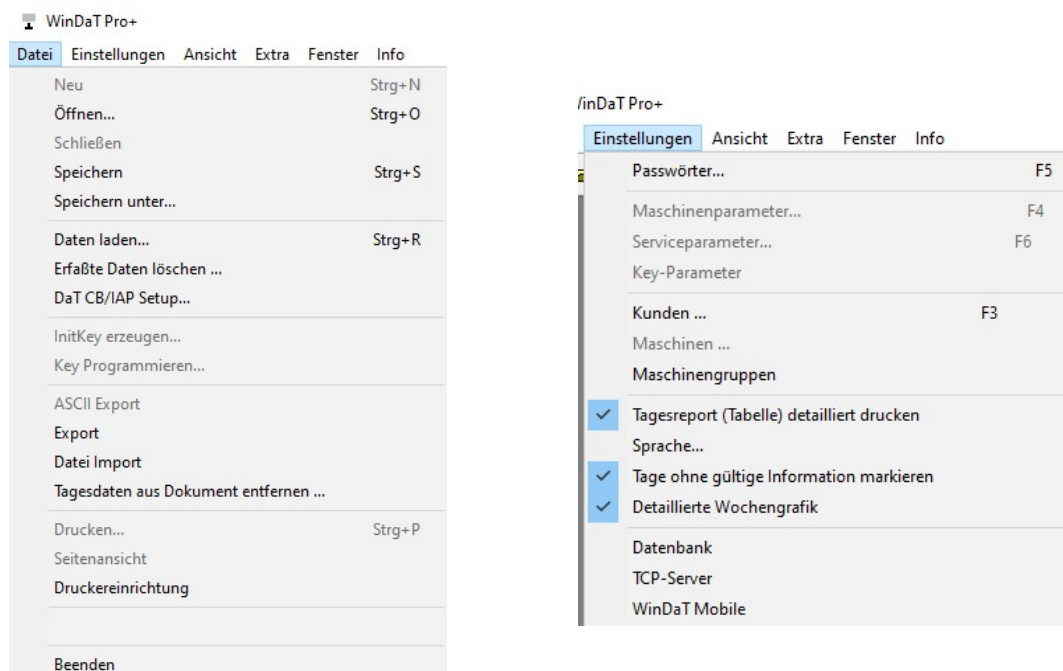 WinDaT Pro+
Datei Einstellungen Ansicht Extra Fenster Info
Neu Strg+N
Öffnen... Strg+O
Schließen
Speichern Strg+S
Speichern unter...
Daten laden... Strg+R
Erfaßte Daten löschen ...
DaT CB/IAP Setup...
InitKey erzeugen...
Key Programmieren...
ASCII Export
Export
Datei Import
Tagesdaten aus Dokument entfernen ...
Drucken... Strg+P
Seitenansicht
Druckereinrichtung
Beenden
/inDaT Pro+
Einstellungen Ansicht Extra Fenster Info
Passwörter... F5
Maschinenparameter... F4
Serviceparameter... F6
Key-Parameter
Kunden ... F3
Maschinen ...
Maschinengruppen
Tagesreport (Tabelle) detailliert drucken
Sprache...
Tage ohne gültige Information markieren
Detaillierte Wochengrafik
Datenbank
TCP-Server
WinDaT Mobile